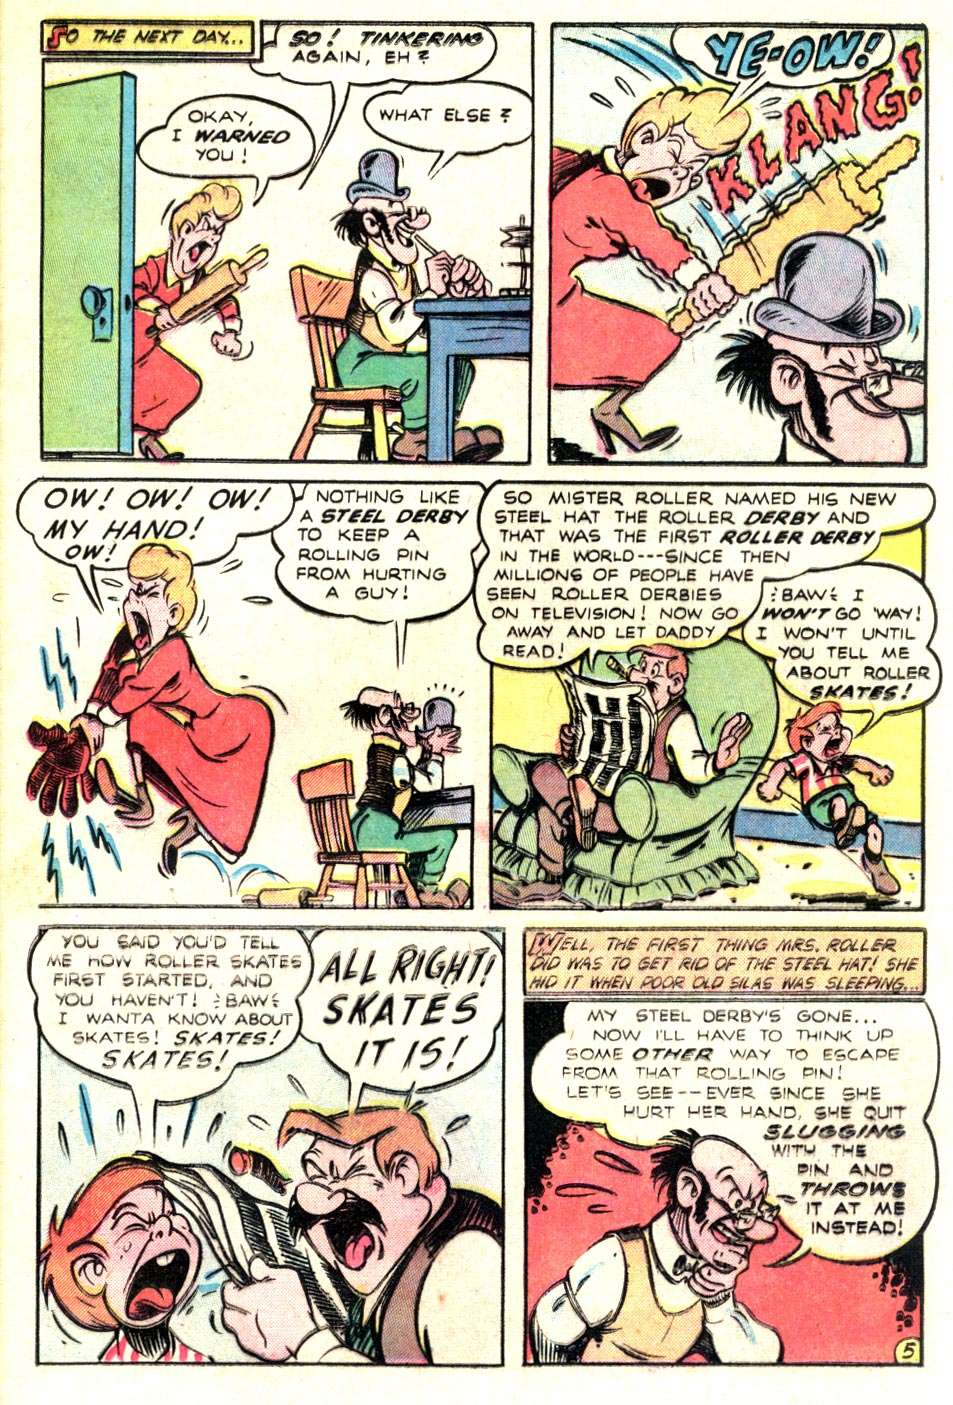 SO THE NEXT DAY...
SO! TINKERING
AGAIN, EH?
OKAY,
I WARNED
YOU!
WHAT ELSE?
YE-OW!
KLANG!
OW! OW! OW!
MY HAND!
OW!
NOTHING LIKE
A STEEL DERBY
TO KEEP A
ROLLING PIN
FROM HURTING
A GUY!
SO MISTER ROLLER NAMED HIS NEW
STEEL HAT THE ROLLER DERBY AND
THAT WAS THE FIRST ROLLER DERBY
IN THE WORLD---SINCE THEN
MILLIONS OF PEOPLE HAVE
SEEN ROLLER DERBIES
ON TELEVISION! NOW GO
AWAY AND LET DADDY
READ!
BAW! I
WON'T GO 'WAY!
I WON'T UNTIL
YOU TELL ME
ABOUT ROLLER
SKATES!
YOU SAID YOU'D TELL
ME HOW ROLLER SKATES
FIRST STARTED, AND
YOU HAVEN'T! BAW!
I WANTA KNOW ABOUT
SKATES! SKATES!
SKATES!
ALL RIGHT!
SKATES
IT IS!
WELL, THE FIRST THING MRS. ROLLER
DID WAS TO GET RID OF THE STEEL HAT! SHE
HID IT WHEN POOR OLD SILAS WAS SLEEPING...
MY STEEL DERBY'S GONE...
NOW I'LL HAVE TO THINK UP
SOME OTHER WAY TO ESCAPE
FROM THAT ROLLING PIN!
LET'S SEE--EVER SINCE SHE
HURT HER HAND, SHE QUIT
SLUGGING
WITH THE
PIN AND
THROWS
IT AT ME
INSTEAD!
5